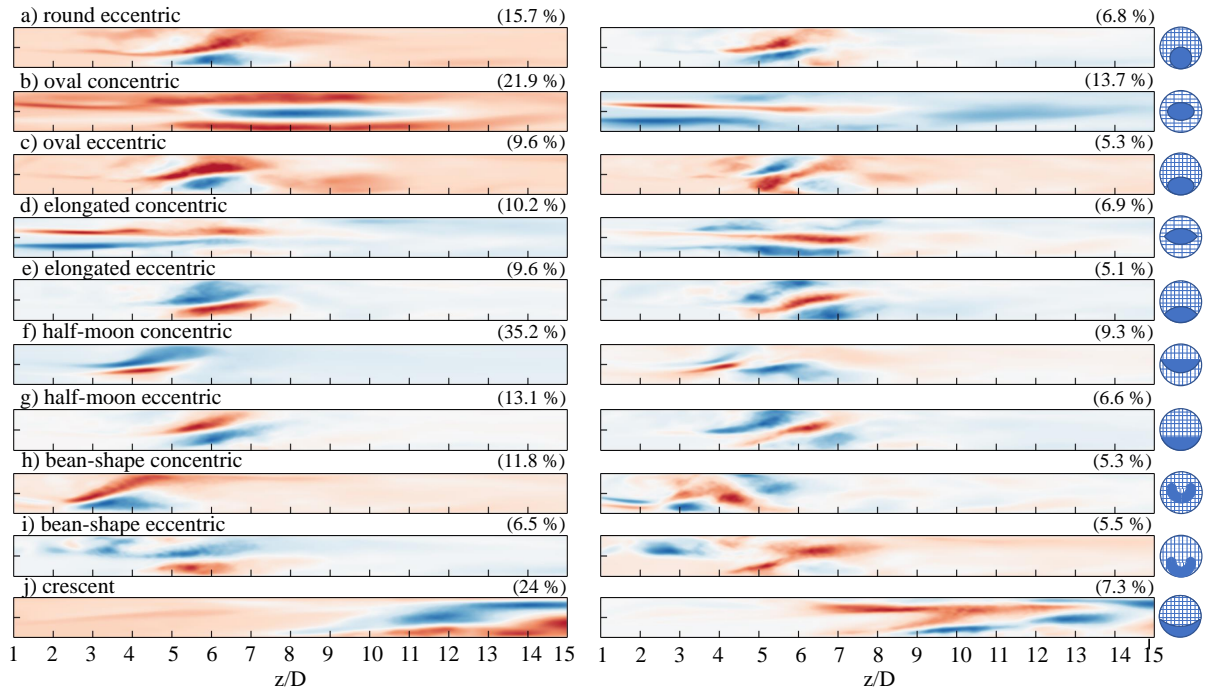 a) round eccentric (15.7 %) (6.8 %)
b) oval concentric (21.9 %) (13.7 %)
c) oval eccentric (9.6 %) (5.3 %)
d) elongated concentric (10.2 %) (6.9 %)
e) elongated eccentric (9.6 %) (5.1 %)
f) half-moon concentric (35.2 %) (9.3 %)
g) half-moon eccentric (13.1 %) (6.6 %)
h) bean-shape concentric (11.8 %) (5.3 %)
i) bean-shape eccentric (6.5 %) (5.5 %)
j) crescent (24 %) (7.3 %)
1 2 3 4 5 6 7 8 9 10 11 12 13 14 15 1 2 3 4 5 6 7 8 9 10 11 12 13 14 15
z/D z/D